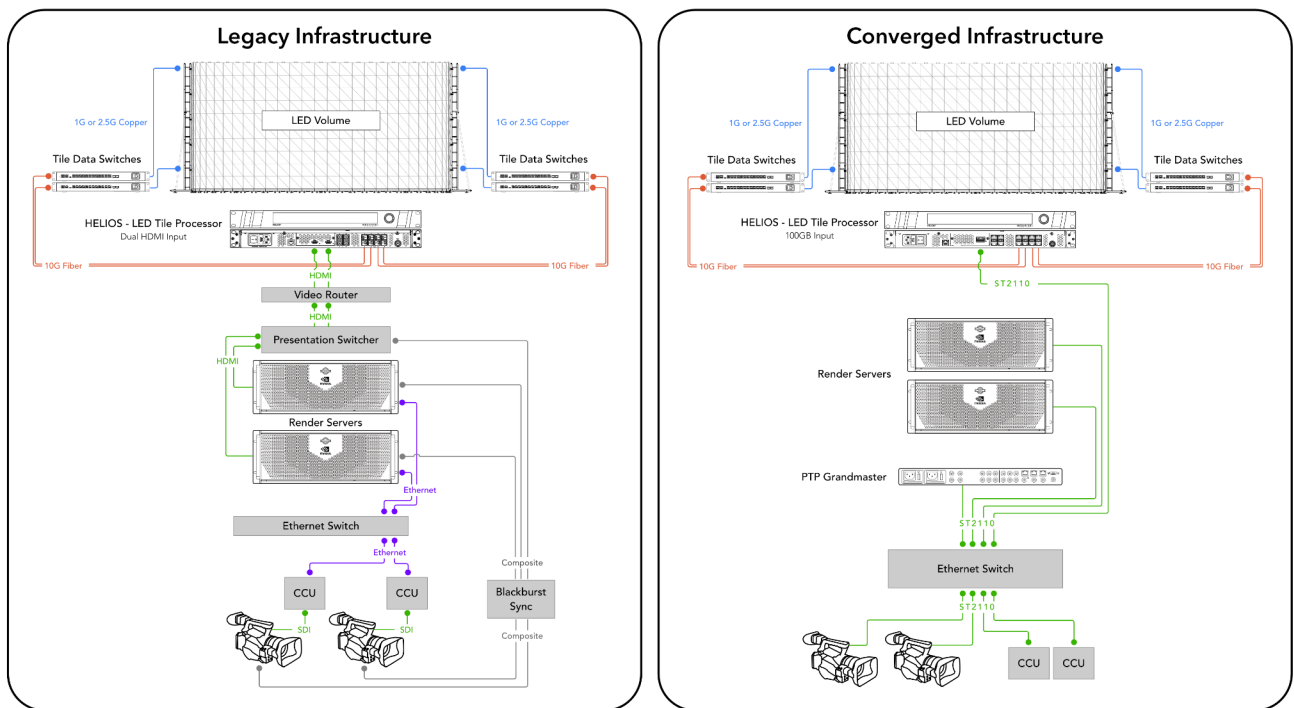 Legacy Infrastructure
LED Volume
1G or 2.5G Copper
1G or 2.5G Copper
Tile Data Switches
Tile Data Switches
HELIOS - LED Tile Processor
Dual HDMI Input
10G Fiber
10G Fiber
HDMI
Video Router
HDMI
Presentation Switcher
HDMI
Render Servers
Ethernet
Ethernet Switch
Ethernet
Composite
CCU
CCU
Blackburst
Sync
SDI
SDI
Composite
Converged Infrastructure
LED Volume
1G or 2.5G Copper
1G or 2.5G Copper
Tile Data Switches
Tile Data Switches
HELIOS - LED Tile Processor
100GB Input
10G Fiber
10G Fiber
ST2110
Render Servers
PTP Grandmaster
ST2110
Ethernet Switch
ST2110
CCU
CCU